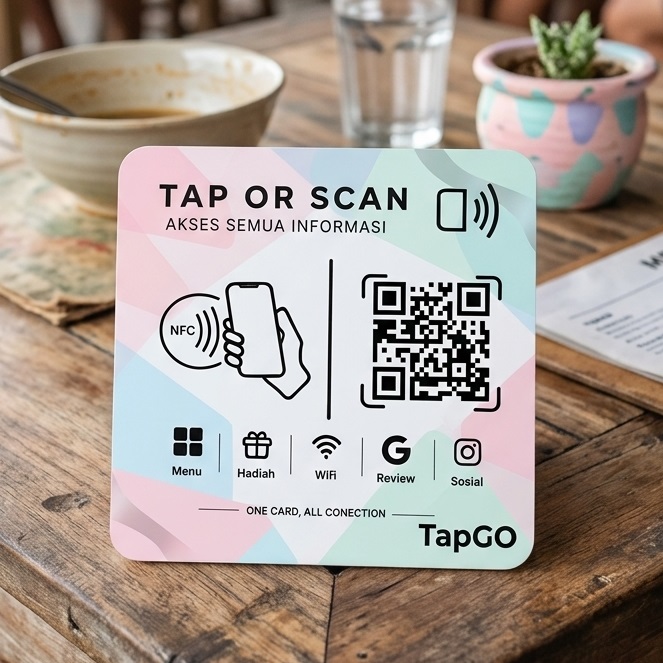 TAP OR SCAN
AKSES SEMUA INFORMASI
NFC
Menu
Hadiah
WiFi
Review
Sosial
ONE CARD, ALL CONECTION
TapGO